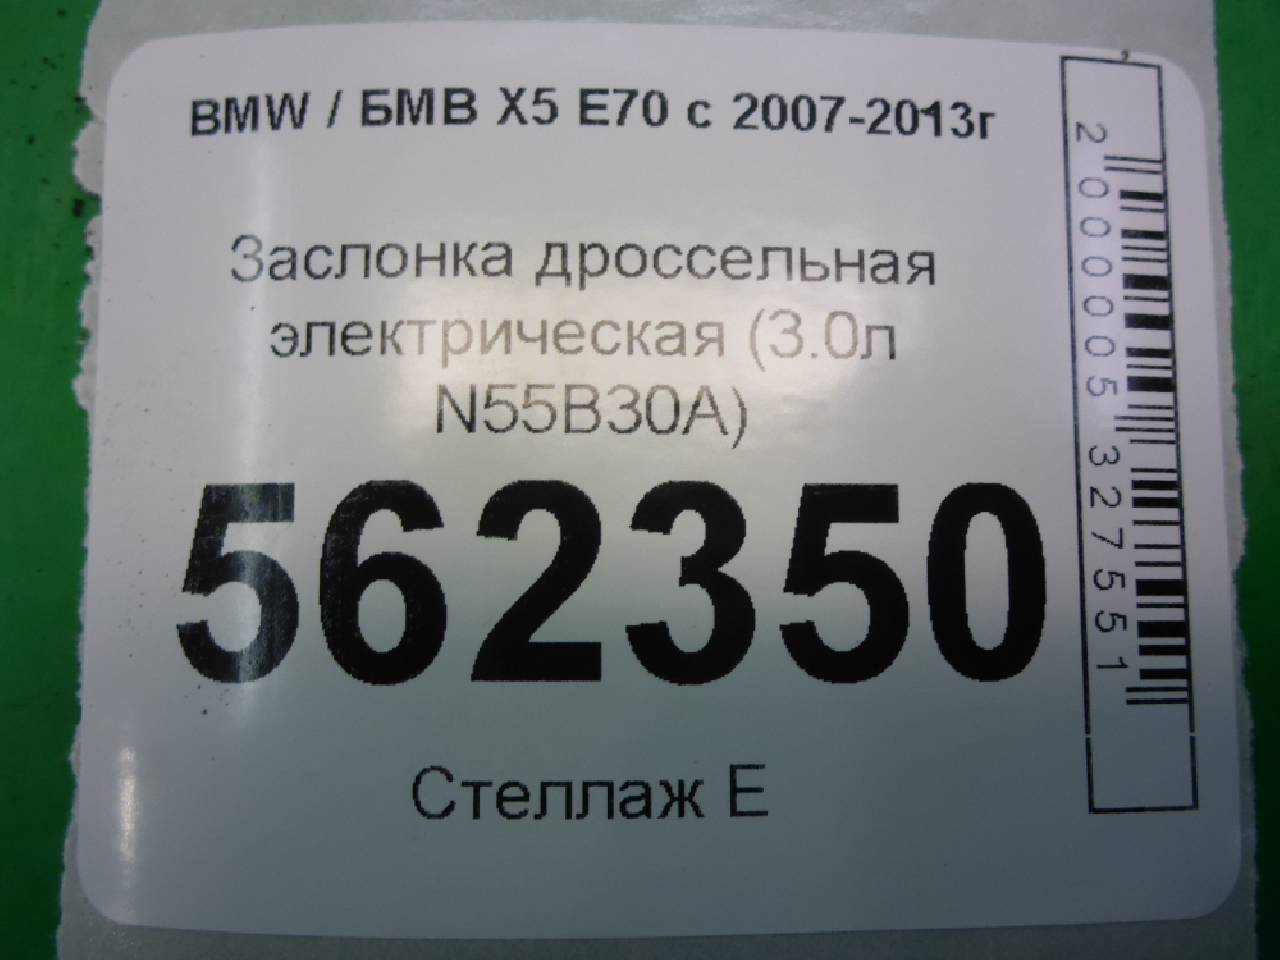 BMW / БМВ X5 E70 с 2007-2013г
Заслонка дроссельная
электрическая (3.0л
N55B30A)
562350
Стеллаж E
2000005327551